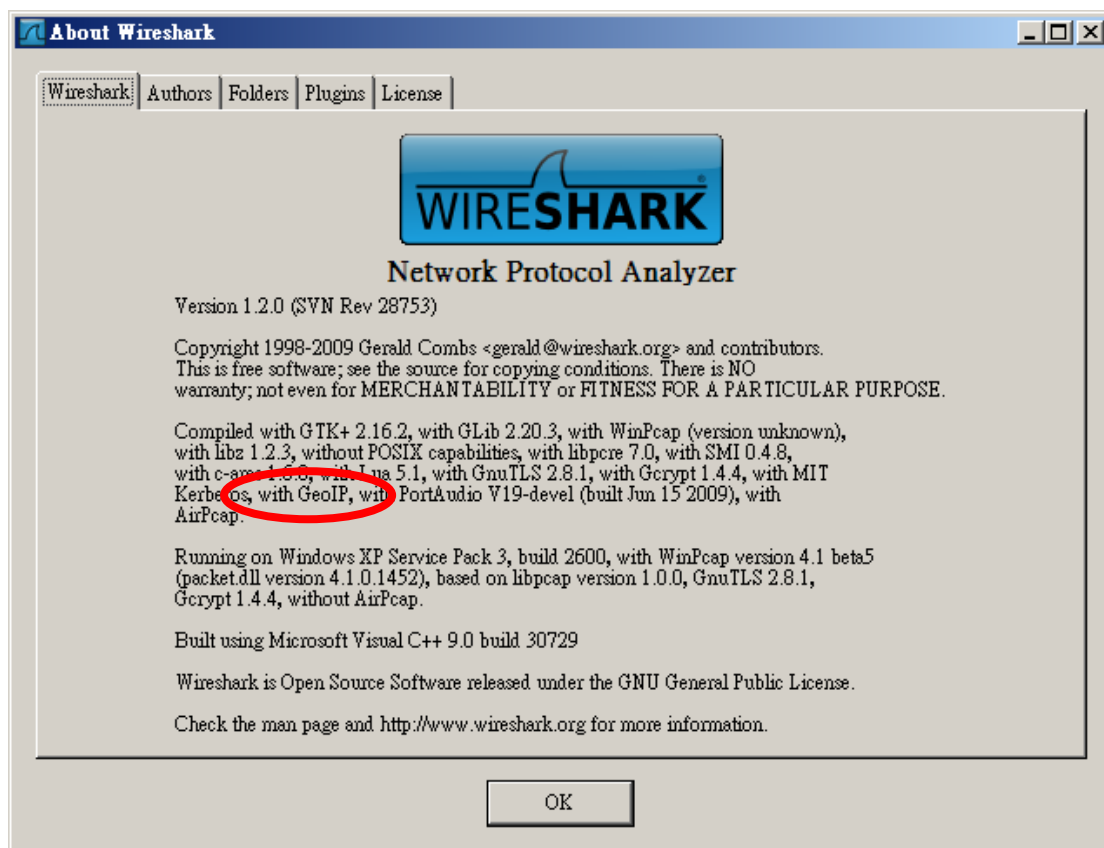 About Wireshark
Wireshark Authors Folders Plugins License
WIRESHARK
Network Protocol Analyzer
Version 1.2.0 (SVN Rev 28753)
Copyright 1998-2009 Gerald Combs <gerald@wireshark.org> and contributors.
This is free software; see the source for copying conditions. There is NO
warranty; not even for MERCHANTABILITY or FITNESS FOR A PARTICULAR PURPOSE.
Compiled with GTK+ 2.16.2, with GLib 2.20.3, with WinPcap (version unknown),
with libz 1.2.3, without POSIX capabilities, with libpcre 7.0, with SMI 0.4.8,
with c-ares 1.6.0, with Lua 5.1, with GnuTLS 2.8.1, with Gcrypt 1.4.4, with MIT
Kerberos, with GeoIP, with PortAudio V19-devel (built Jun 15 2009), with
AirPcap.
Running on Windows XP Service Pack 3, build 2600, with WinPcap version 4.1 beta5
(packet.dll version 4.1.0.1452), based on libpcap version 1.0.0, GnuTLS 2.8.1,
Gcrypt 1.4.4, without AirPcap.
Built using Microsoft Visual C++ 9.0 build 30729
Wireshark is Open Source Software released under the GNU General Public License.
Check the man page and http://www.wireshark.org for more information.
OK